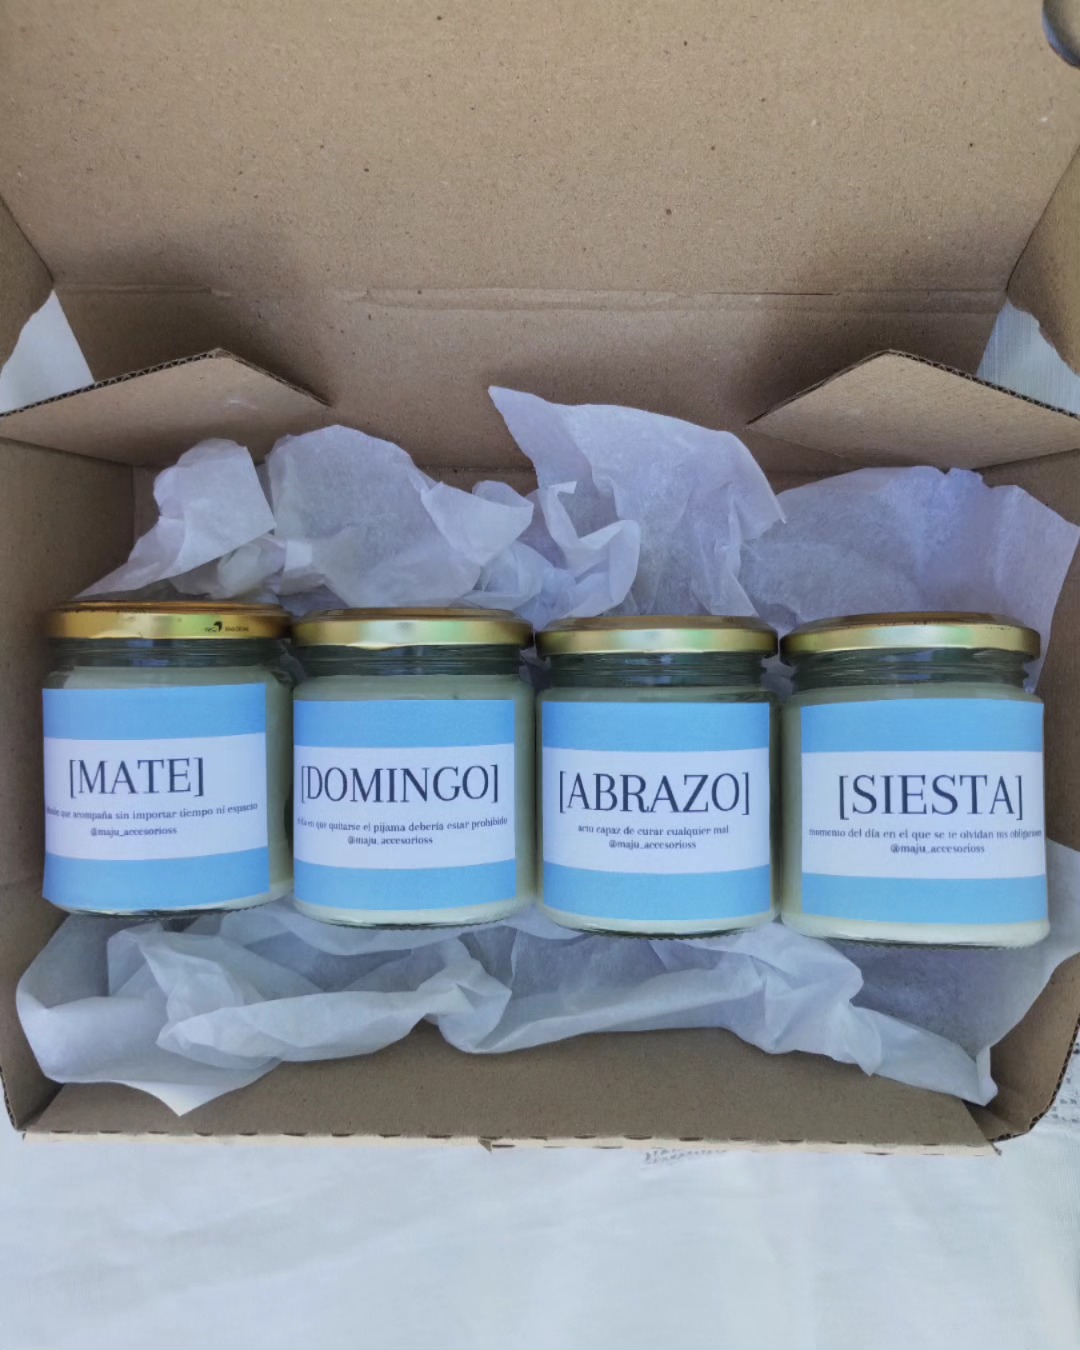 [MATE]
que acompaña sin importar tiempo ni espacio
@maju_accesorioss
[DOMINGO]
día en que quitarse el pijama debería estar prohibido
@maju_accesorioss
[ABRAZO]
acto capaz de curar cualquier mal
@maju_accesorioss
[SIESTA]
momento del día en el que se te olvidan tus obligaciones
@maju_accesorioss